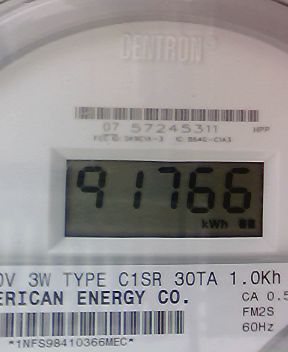 CENTRON
07 57245311 HPP
91766
kWh
0V 3W TYPE C1SR 30TA 1.0Kh
ERICAN ENERGY CO. CA 0.5
FM2S
60Hz
*1NFS98410366MEC*